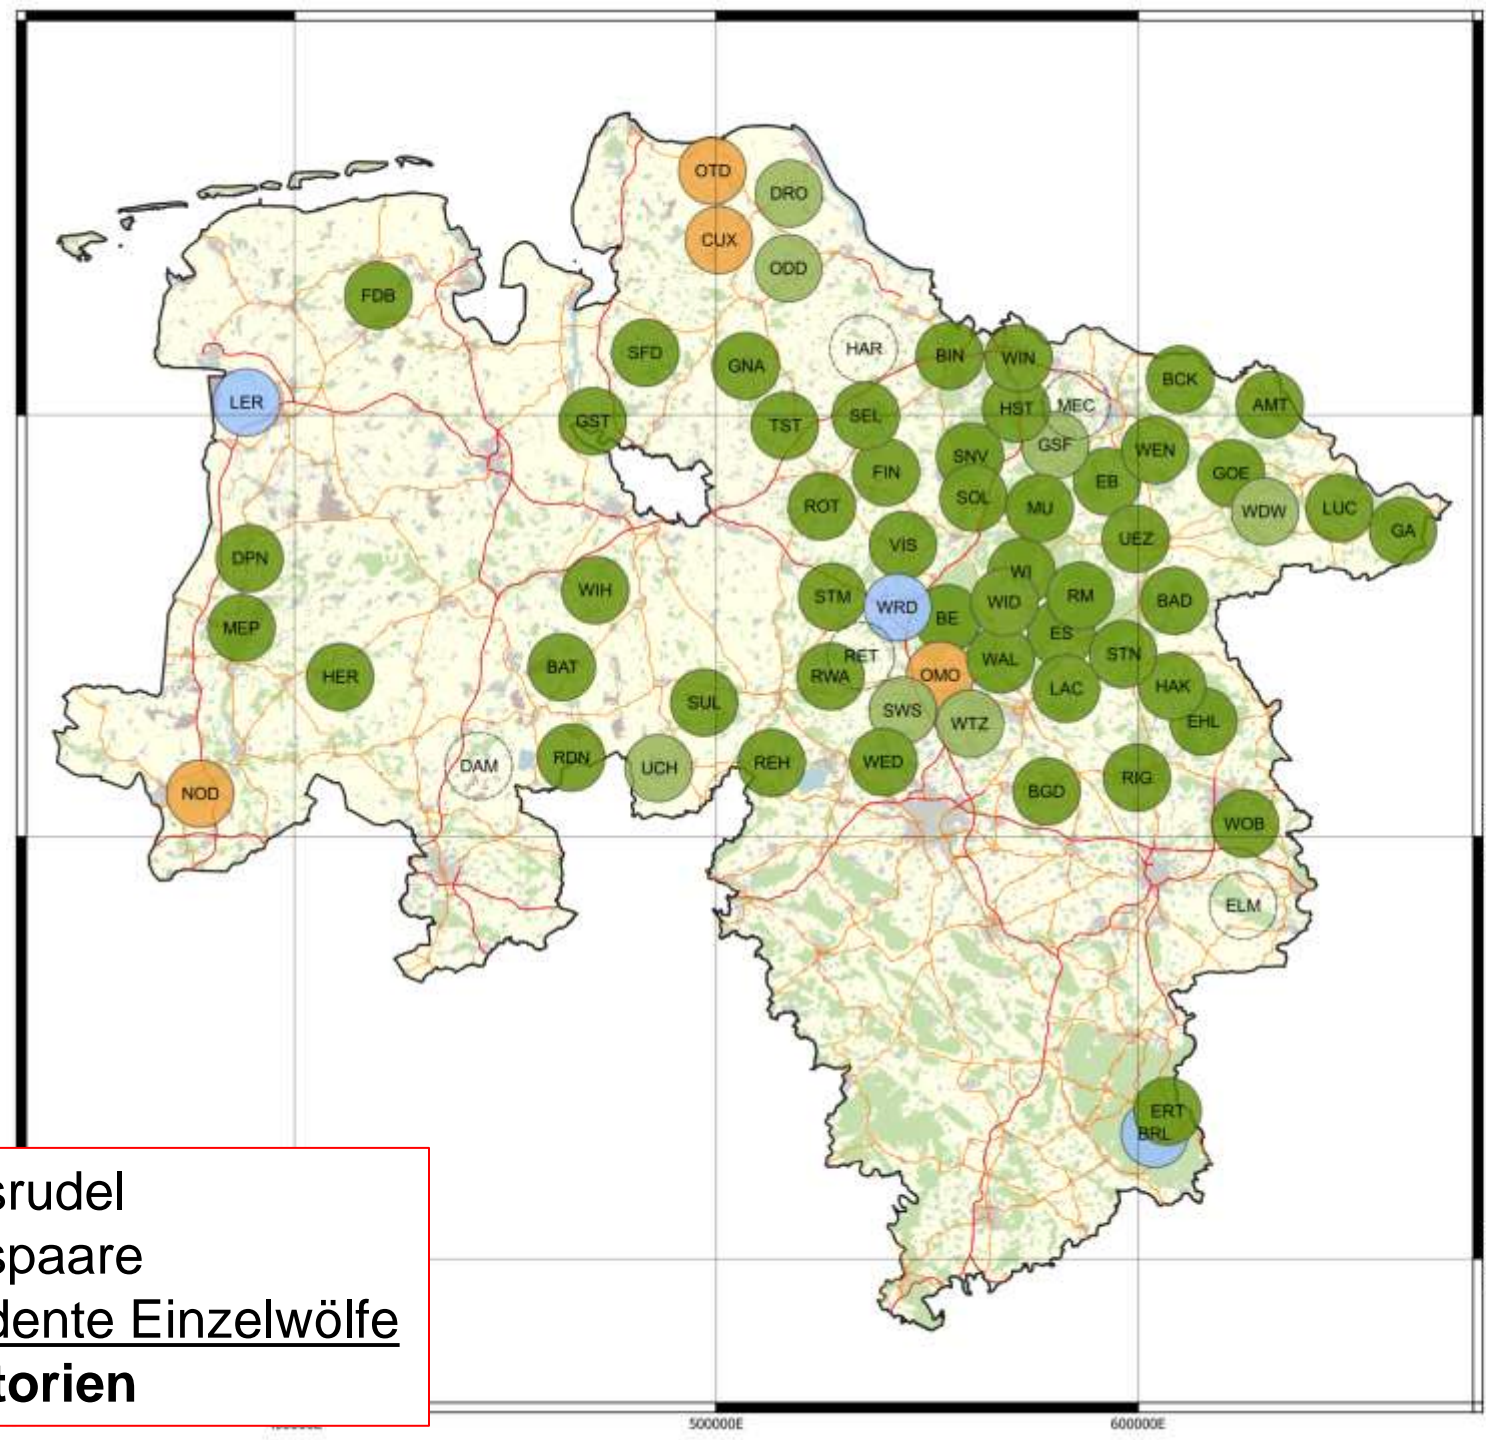 OTD
DRO
CUX
ODD
FDB
HAR
SFD
BIN
WIN
GNA
BCK
LER
AMT
MEC
HST
SEL
GST
TST
GSF
WEN
SNV
FIN
GOE
EB
SOL
ROT
MU
WDW
LUC
GA
UEZ
VIS
DPN
WI
WIH
STM
RM
BAD
WID
WRD
BE
MEP
ES
STN
RET
WAL
BAT
OMO
RWA
HER
HAK
LAC
SUL
SWS
EHL
WTZ
RDN
WED
REH
DAM
UCH
RIG
BGD
NOD
WOB
ELM
ERT
BRL
srudel
spaare
dente Einzelwölfe
torien
500000E
600000E